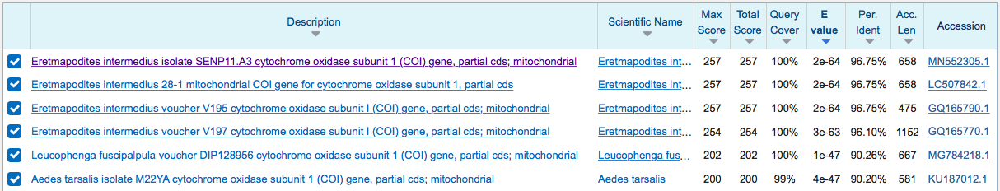 Description Scientific Name Max Score Total Score Query Cover E value Per. Ident Acc. Len Accession
Eretmapodites intermedius isolate SENP11.A3 cytochrome oxidase subunit 1 (COI) gene, partial cds; mitochondrial Eretmapodites int... 257 257 100% 2e-64 96.75% 658 MN552305.1
Eretmapodites intermedius 28-1 mitochondrial COI gene for cytochrome oxidase subunit 1, partial cds Eretmapodites int... 257 257 100% 2e-64 96.75% 658 LC507842.1
Eretmapodites intermedius voucher V195 cytochrome oxidase subunit I (COI) gene, partial cds; mitochondrial Eretmapodites int... 257 257 100% 2e-64 96.75% 475 GQ165790.1
Eretmapodites intermedius voucher V197 cytochrome oxidase subunit I (COI) gene, partial cds; mitochondrial Eretmapodites int... 254 254 100% 3e-63 96.10% 1152 GQ165770.1
Leucophenga fuscipalpula voucher DIP128956 cytochrome oxidase subunit 1 (COI) gene, partial cds; mitochondrial Leucophenga fus... 202 202 100% 1e-47 90.26% 667 MG784218.1
Aedes tarsalis isolate M22YA cytochrome oxidase subunit 1 (COI) gene, partial cds; mitochondrial Aedes tarsalis 200 200 99% 4e-47 90.20% 581 KU187012.1